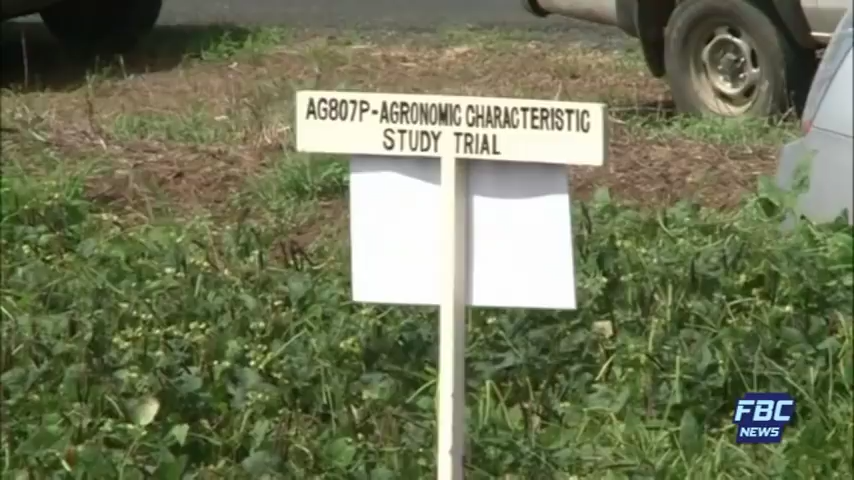 AG807P-AGRONOMIC CHARACTERISTIC
STUDY TRIAL
FBC
NEWS